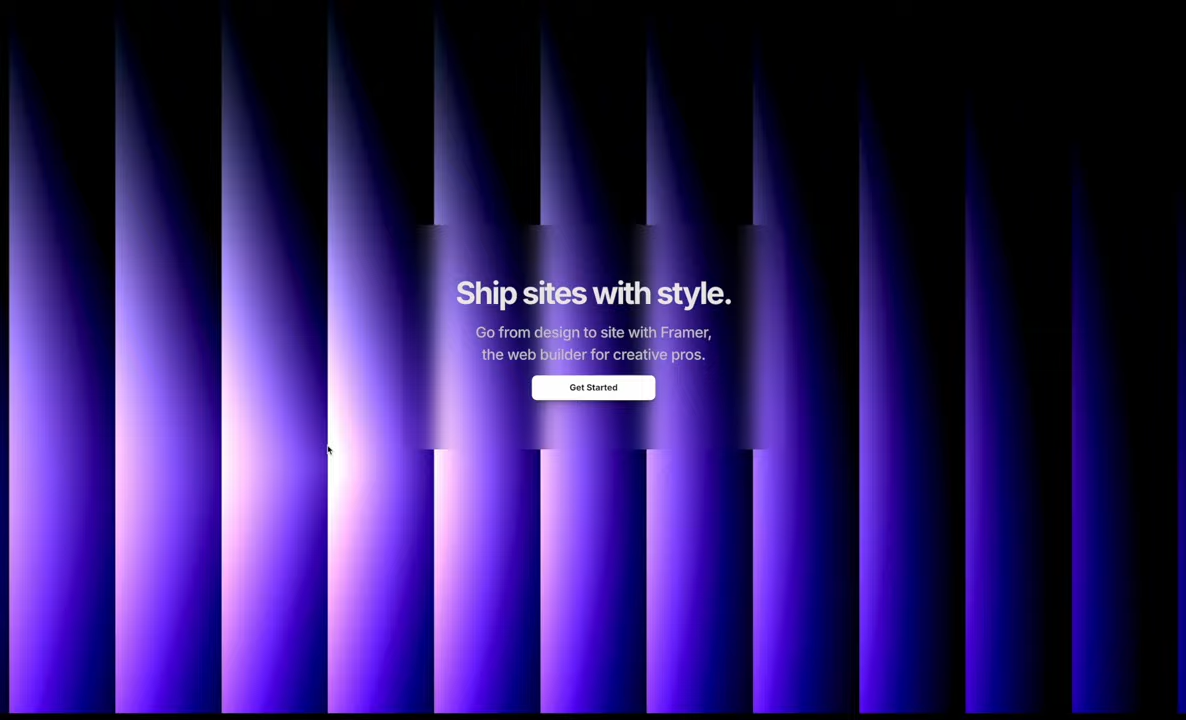 Ship sites with style.
Go from design to site with Framer,
the web builder for creative pros.
Get Started